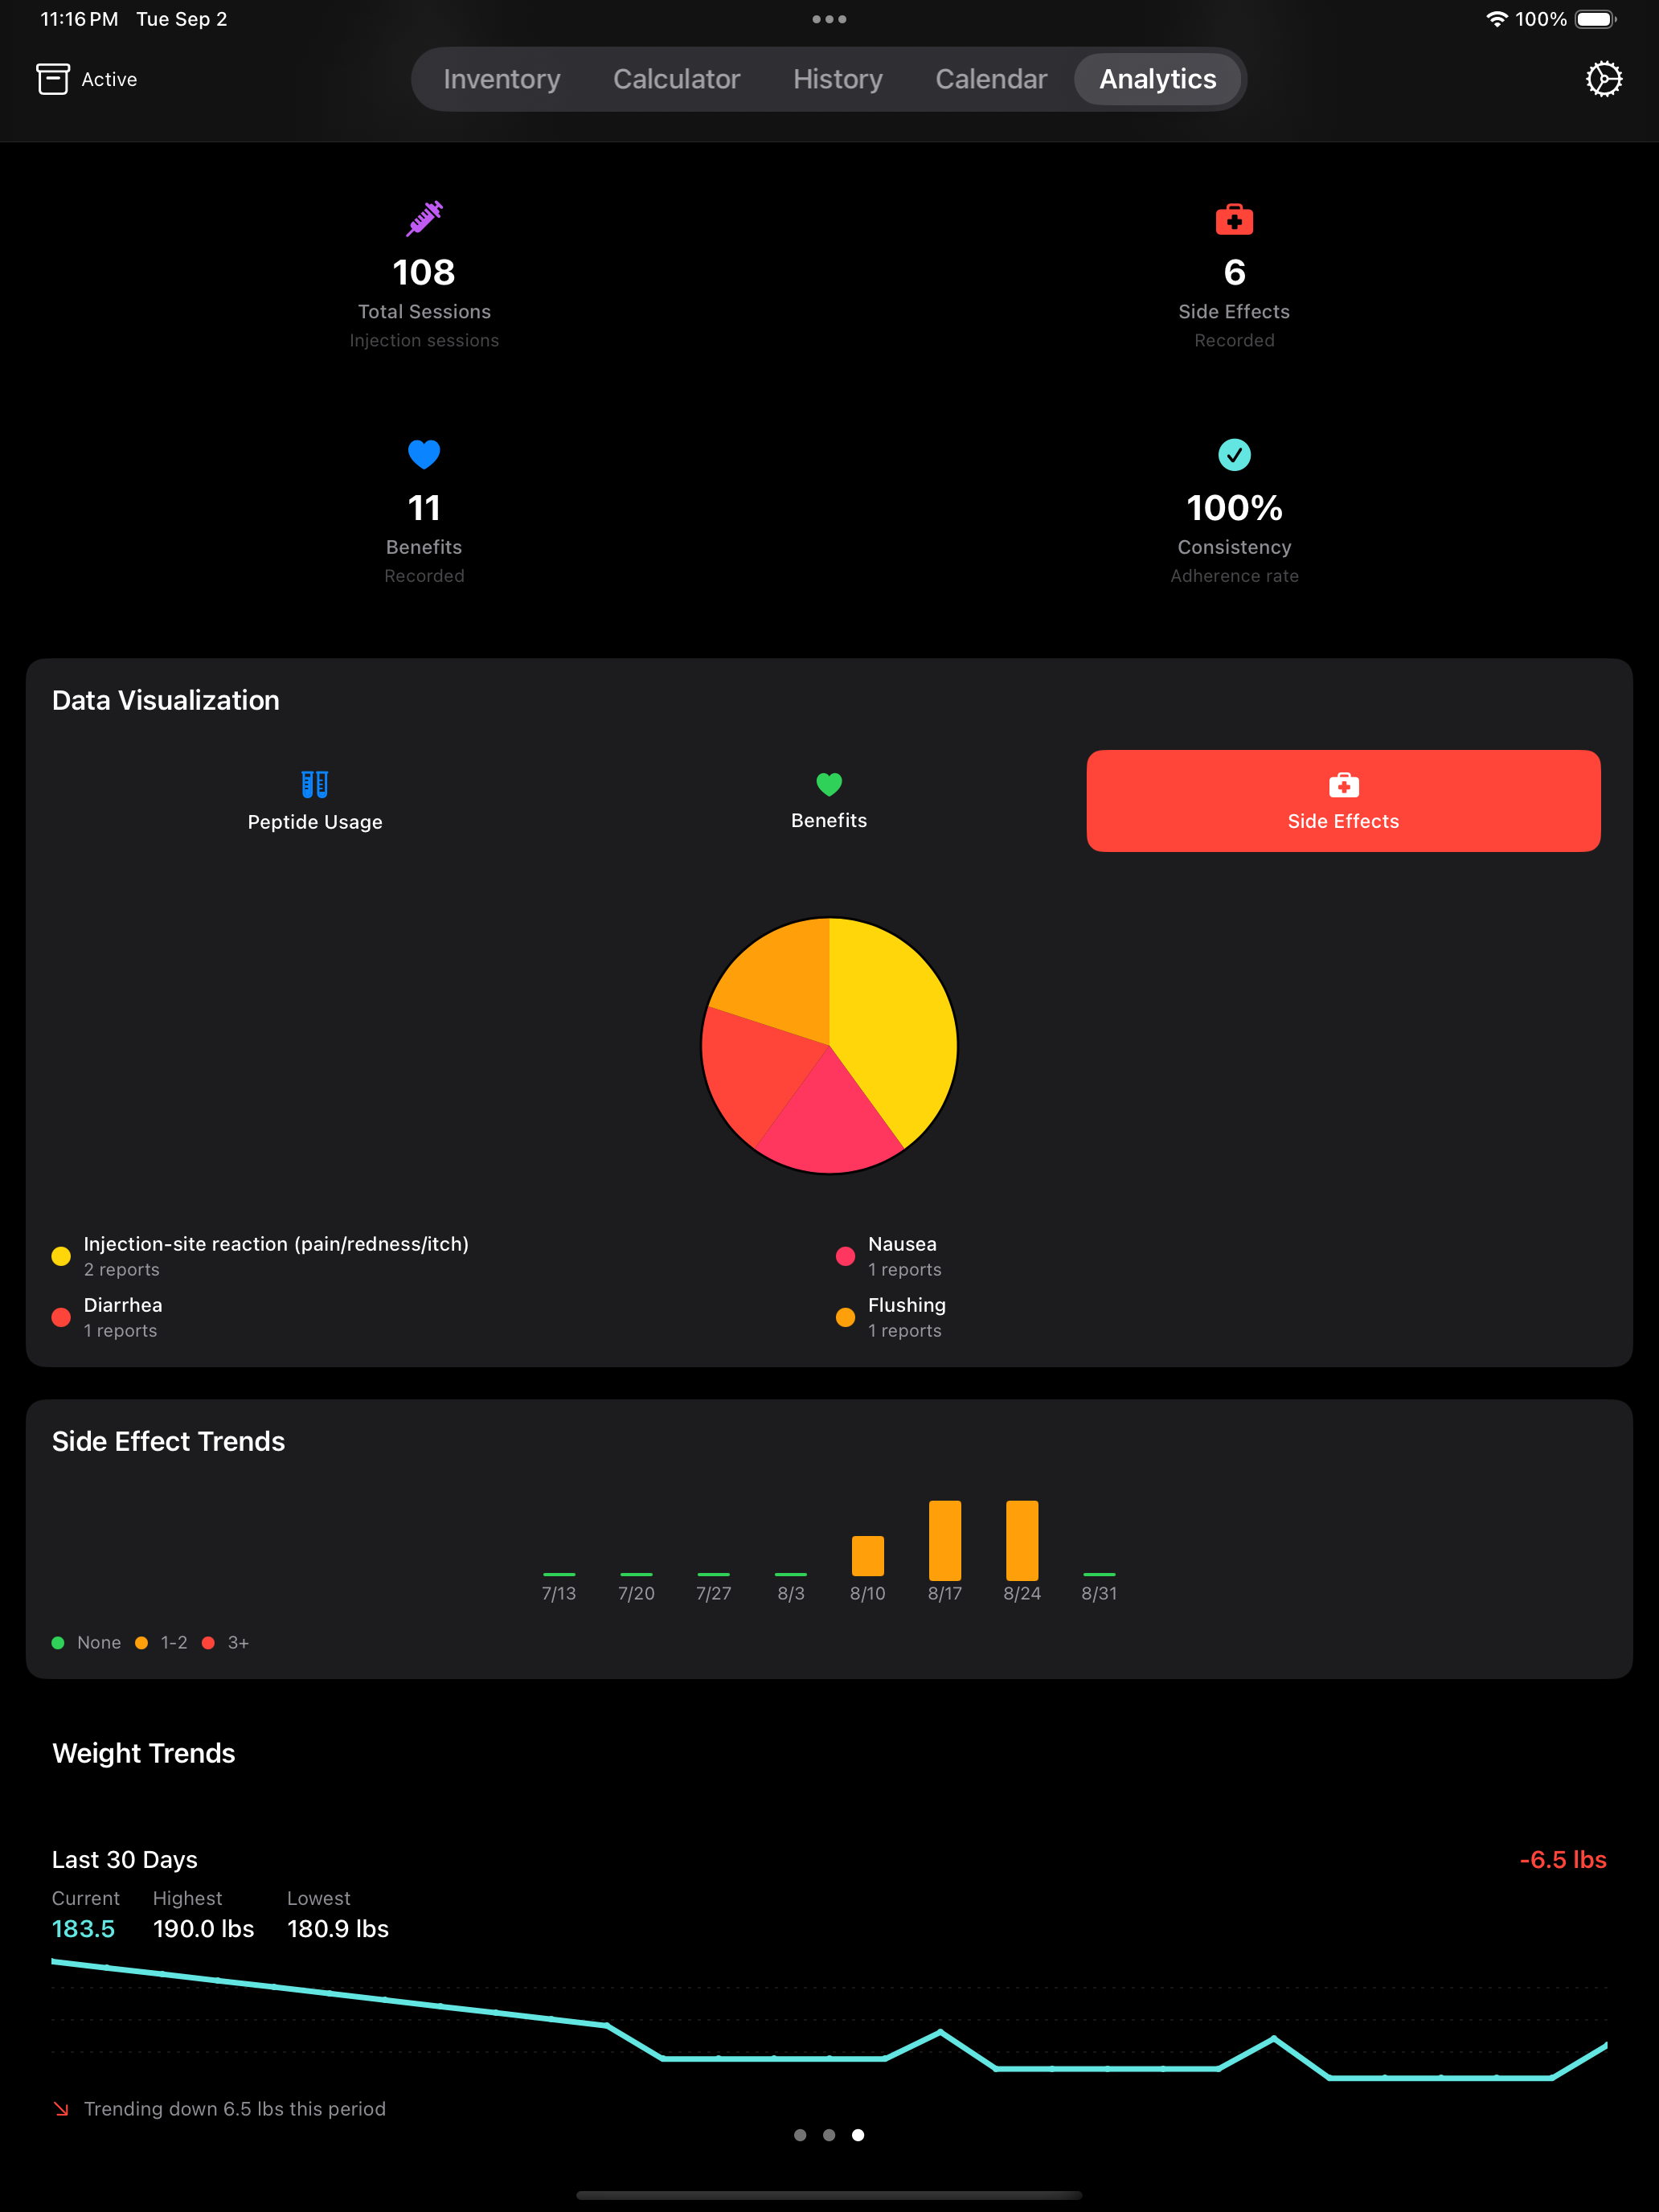 11:16 PM Tue Sep 2
100%
Active
Inventory
Calculator
History
Calendar
Analytics
108
Total Sessions
Injection sessions
6
Side Effects
Recorded
11
Benefits
Recorded
100%
Consistency
Adherence rate
Data Visualization
Peptide Usage
Benefits
Side Effects
Injection-site reaction (pain/redness/itch)
2 reports
Nausea
1 reports
Diarrhea
1 reports
Flushing
1 reports
Side Effect Trends
7/13
7/20
7/27
8/3
8/10
8/17
8/24
8/31
None
1-2
3+
Weight Trends
Last 30 Days
-6.5 lbs
Current
Highest
Lowest
183.5
190.0 lbs
180.9 lbs
Trending down 6.5 lbs this period